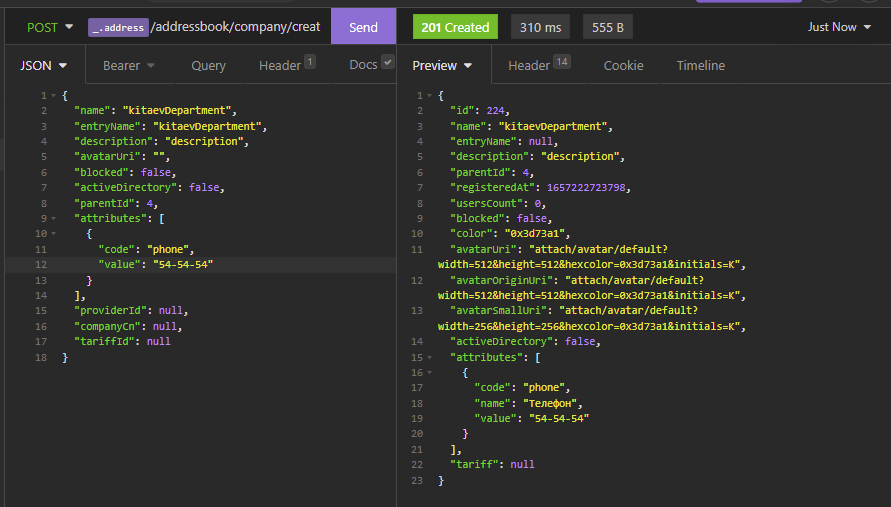 POST _.address /addressbook/company/creat Send
201 Created 310 ms 555 B Just Now
JSON Bearer Query Header 1 Docs
Preview Header 14 Cookie Timeline
1 {
2 "name": "kitaevDepartment",
3 "entryName": "kitaevDepartment",
4 "description": "description",
5 "avatarUri": "",
6 "blocked": false,
7 "activeDirectory": false,
8 "parentId": 4,
9 "attributes": [
10 {
11 "code": "phone",
12 "value": "54-54-54"
13 }
14 ],
15 "providerId": null,
16 "companyCn": null,
17 "tariffId": null
18 }
1 {
2 "id": 224,
3 "name": "kitaevDepartment",
4 "entryName": null,
5 "description": "description",
6 "parentId": 4,
7 "registeredAt": 1657222723798,
8 "usersCount": 0,
9 "blocked": false,
10 "color": "0x3d73a1",
11 "avatarUri": "attach/avatar/default?
width=512&height=512&hexcolor=0x3d73a1&initials=K",
12 "avatarOriginUri": "attach/avatar/default?
width=512&height=512&hexcolor=0x3d73a1&initials=K",
13 "avatarSmallUri": "attach/avatar/default?
width=256&height=256&hexcolor=0x3d73a1&initials=K",
14 "activeDirectory": false,
15 "attributes": [
16 {
17 "code": "phone",
18 "name": "Телефон",
19 "value": "54-54-54"
20 }
21 ],
22 "tariff": null
23 }